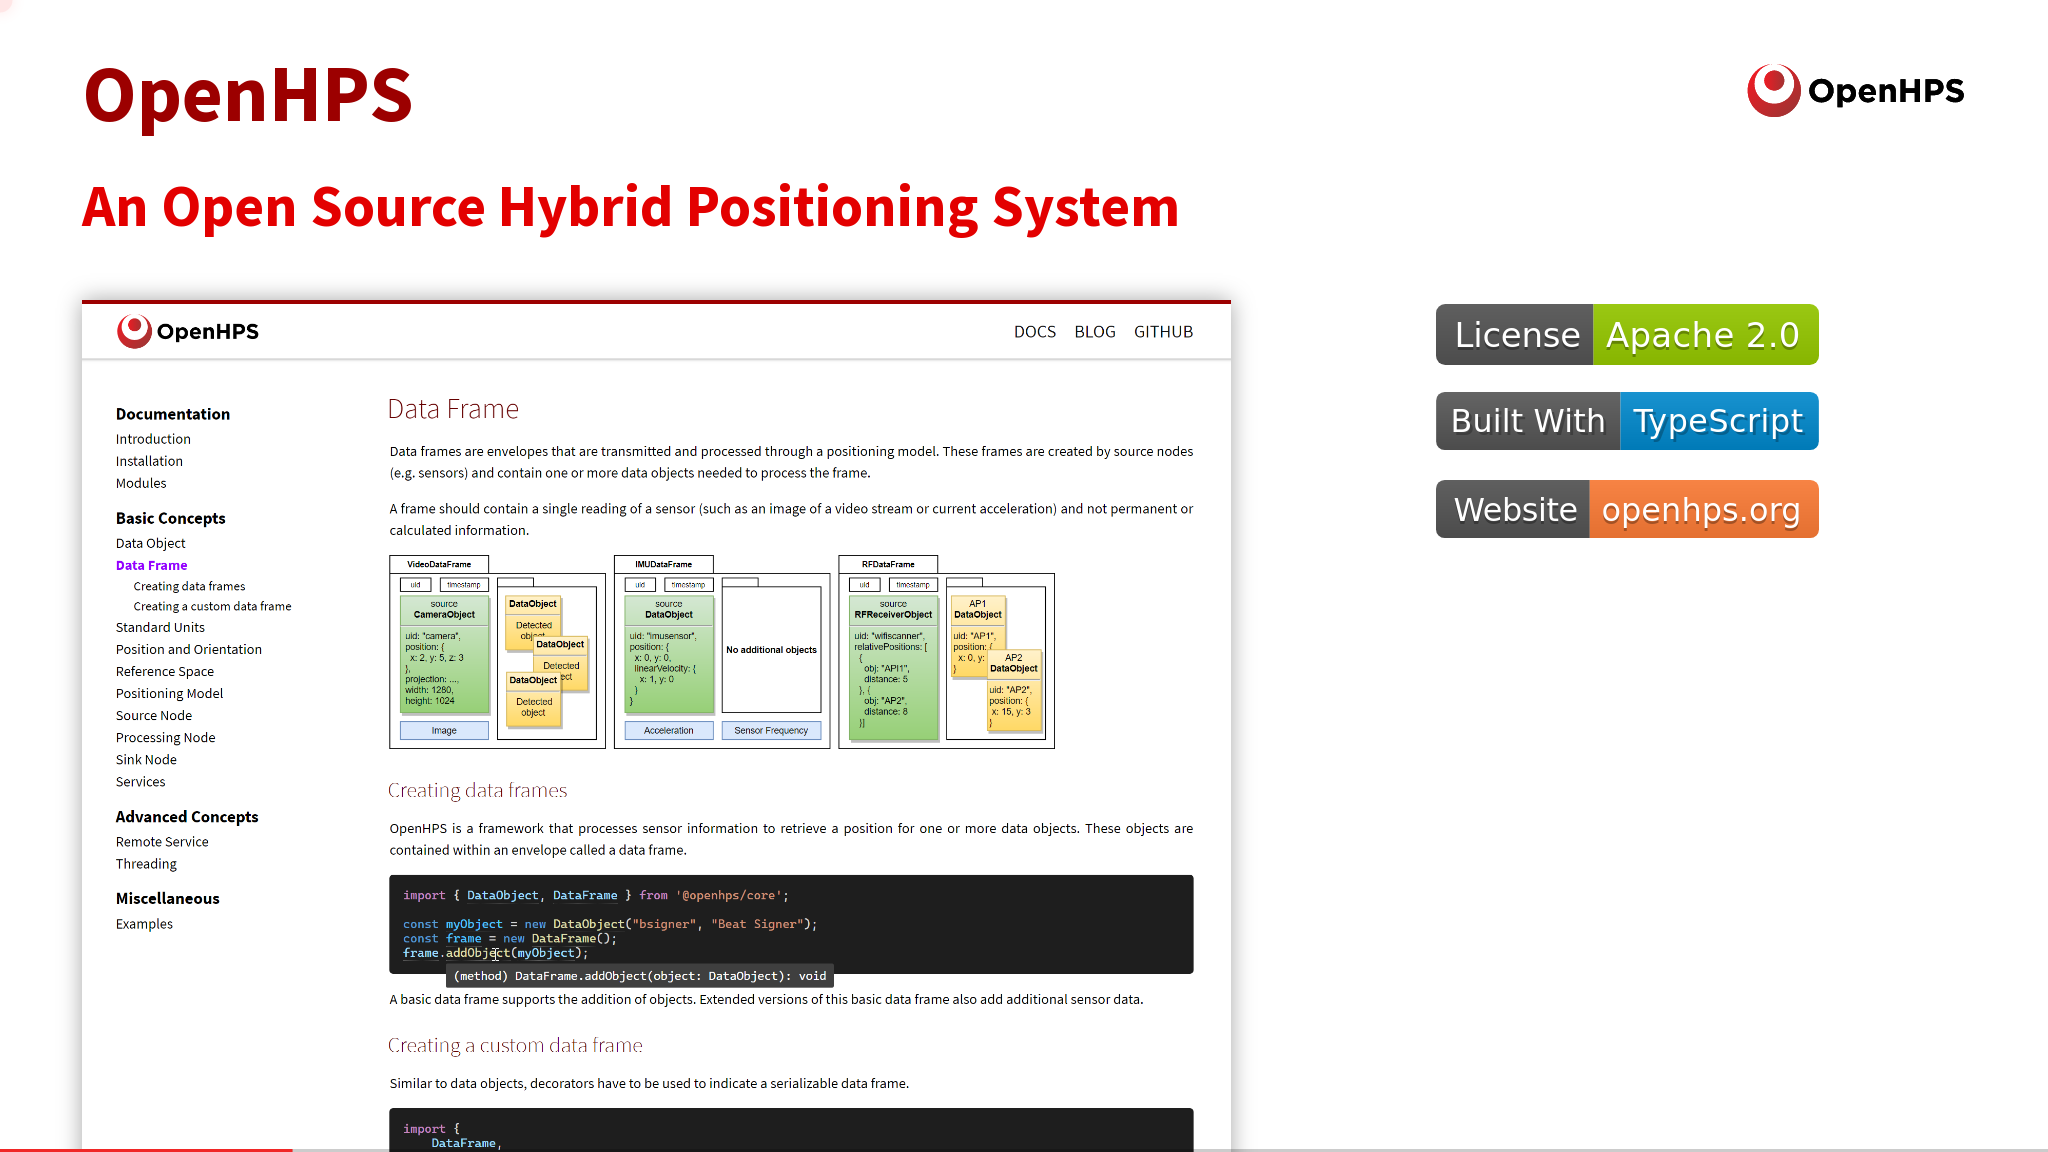 OpenHPS
OpenHPS
An Open Source Hybrid Positioning System
OpenHPS
DOCS BLOG GITHUB
Documentation
Introduction
Installation
Modules
Basic Concepts
Data Object
Data Frame
Creating data frames
Creating a custom data frame
Standard Units
Position and Orientation
Reference Space
Positioning Model
Source Node
Processing Node
Sink Node
Services
Advanced Concepts
Remote Service
Threading
Miscellaneous
Examples
Data Frame
Data frames are envelopes that are transmitted and processed through a positioning model. These frames are created by source nodes
(e.g. sensors) and contain one or more data objects needed to process the frame.
A frame should contain a single reading of a sensor (such as an image of a video stream or current acceleration) and not permanent or
calculated information.
VideoDataFrame
uid timestamp
source
CameraObject
uid: "camera",
position: {
x: 2, y: 5, z: 3
},
projection: ...,
width: 1280,
height: 1024
Image
DataObject
Detected
object
DataObject
Detected
DataObject
Detected
object
IMUDataFrame
uid timestamp
source
DataObject
uid: "imusensor",
position: {
x: 0, y: 0,
linearVelocity: {
x: 1, y: 0
}
}
No additional objects
Acceleration
Sensor Frequency
RFDataFrame
uid timestamp
source
RFReceiverObject
uid: "wifiscanner",
relativePositions: [
{
obj: "AP1",
distance: 5
}, {
obj: "AP2",
distance: 8
}]
AP1
DataObject
uid: "AP1",
position: {
x: 0, y:
}
AP2
DataObject
uid: "AP2",
position: {
x: 15, y: 3
}
Creating data frames
OpenHPS is a framework that processes sensor information to retrieve a position for one or more data objects. These objects are
contained within an envelope called a data frame.
import { DataObject, DataFrame } from '@openhps/core';
const myObject = new DataObject("bsigner", "Beat Signer");
const frame = new DataFrame();
frame.addObject(myObject);
(method) DataFrame.addObject(object: DataObject): void
A basic data frame supports the addition of objects. Extended versions of this basic data frame also add additional sensor data.
Creating a custom data frame
Similar to data objects, decorators have to be used to indicate a serializable data frame.
import {
DataFrame,
License Apache 2.0
Built With TypeScript
Website openhps.org